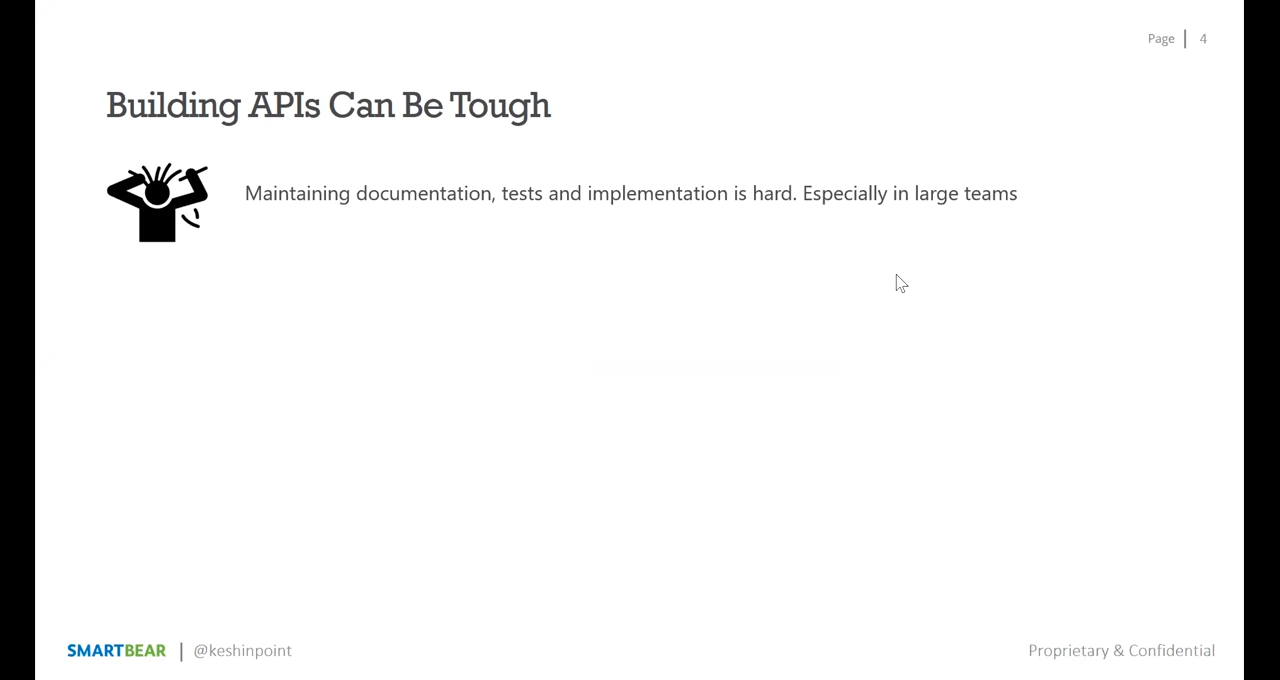 Page | 4
Building APIs Can Be Tough
Maintaining documentation, tests and implementation is hard. Especially in large teams
SMARTBEAR | @keshinpoint
Proprietary & Confidential